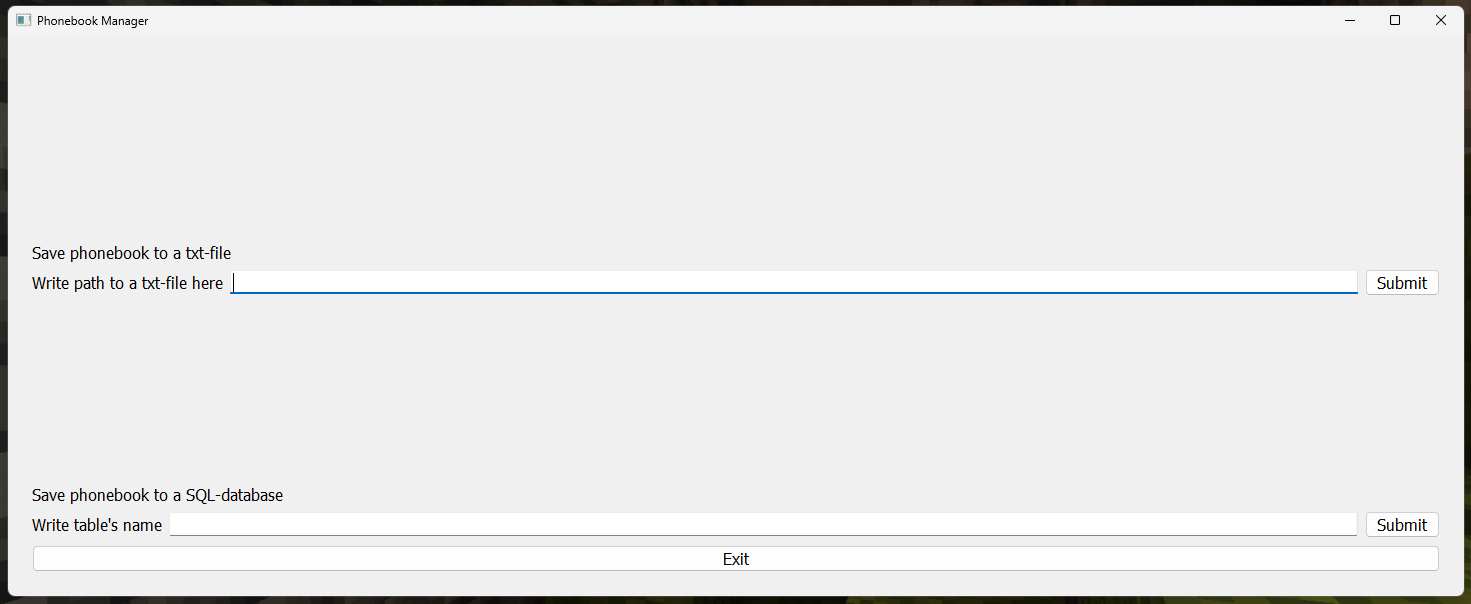 Phonebook Manager
Save phonebook to a txt-file
Write path to a txt-file here Submit
Save phonebook to a SQL-database
Write table's name Submit
Exit